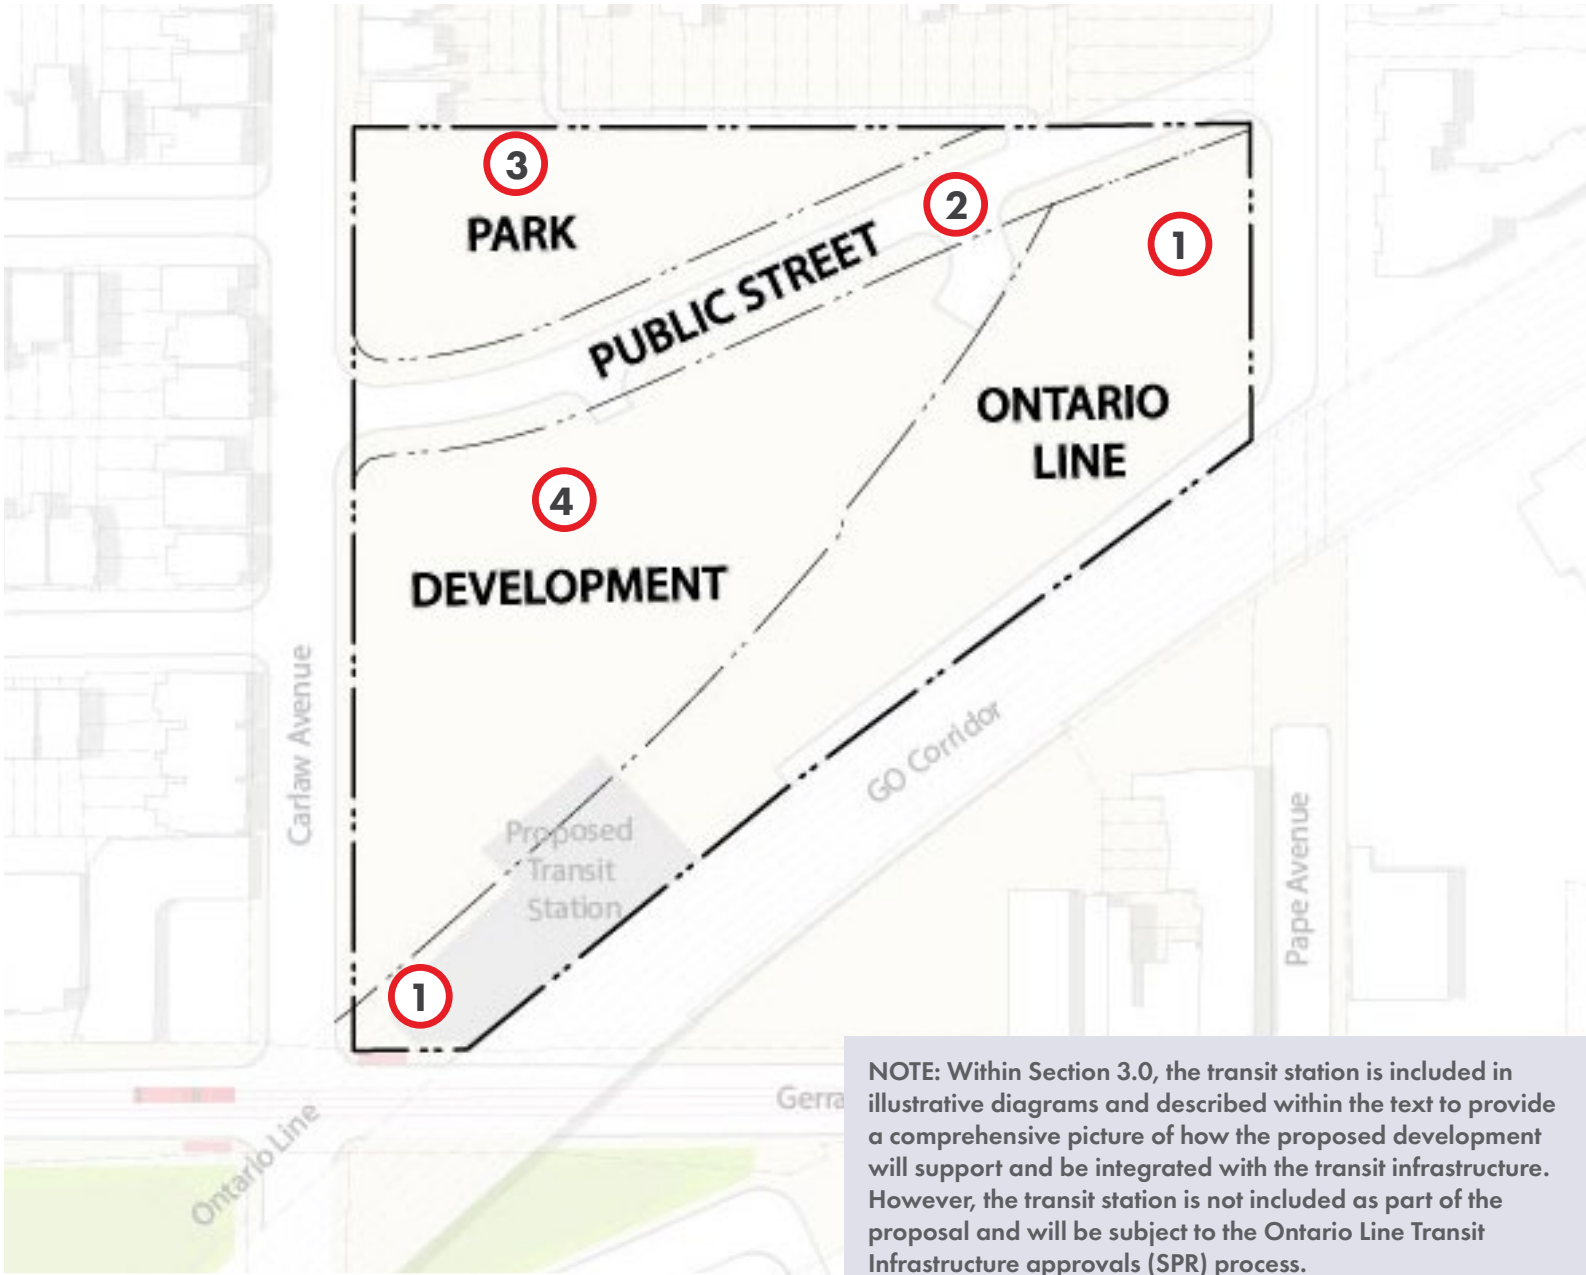 3
PARK
2
PUBLIC STREET
1
ONTARIO
LINE
4
DEVELOPMENT
Carlaw Avenue
GO Corridor
Proposed
Transit
Station
Pape Avenue
1
Ontario Line
NOTE: Within Section 3.0, the transit station is included in
illustrative diagrams and described within the text to provide
a comprehensive picture of how the proposed development
will support and be integrated with the transit infrastructure.
However, the transit station is not included as part of the
proposal and will be subject to the Ontario Line Transit
Infrastructure approvals (SPR) process.